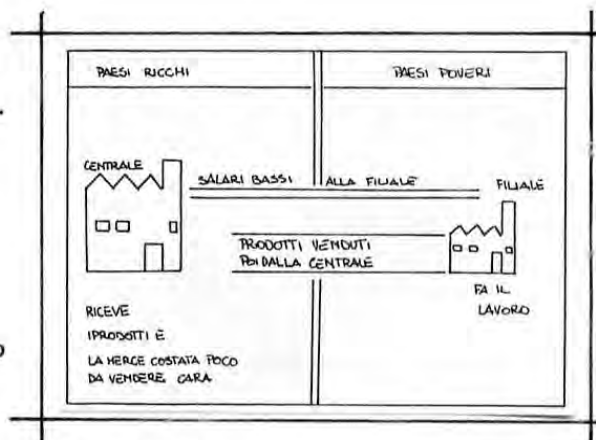 PAESI RICCHI
PAESI POVERI
CENTRALE
SALARI BASSI ALLA FILIALE
FILIALE
PRODOTTI VENDUTI
POI DALLA CENTRALE
FA IL
LAVORO
RICEVE
I PRODOTTI E
LA MERCE COSTATA POCO
DA VENDERE CARA